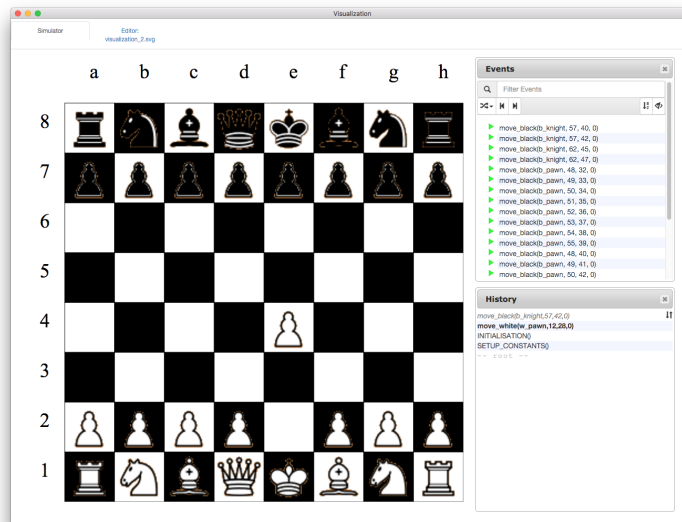 Visualization
Simulator
Editor:
visualization_2.svg
a b c d e f g h
8
7
6
5
4
3
2
1
Events
Filter Events
move_black(b_knight, 57, 40, 0)
move_black(b_knight, 57, 42, 0)
move_black(b_knight, 62, 45, 0)
move_black(b_knight, 62, 47, 0)
move_black(b_pawn, 48, 32, 0)
move_black(b_pawn, 49, 33, 0)
move_black(b_pawn, 50, 34, 0)
move_black(b_pawn, 51, 35, 0)
move_black(b_pawn, 52, 36, 0)
move_black(b_pawn, 53, 37, 0)
move_black(b_pawn, 54, 38, 0)
move_black(b_pawn, 55, 39, 0)
move_black(b_pawn, 48, 40, 0)
move_black(b_pawn, 49, 41, 0)
move_black(b_pawn, 50, 42, 0)
History
move_black(b_knight,57,42,0)
move_white(w_pawn,12,28,0)
INITIALISATION()
SETUP_CONSTANTS()
-- root --